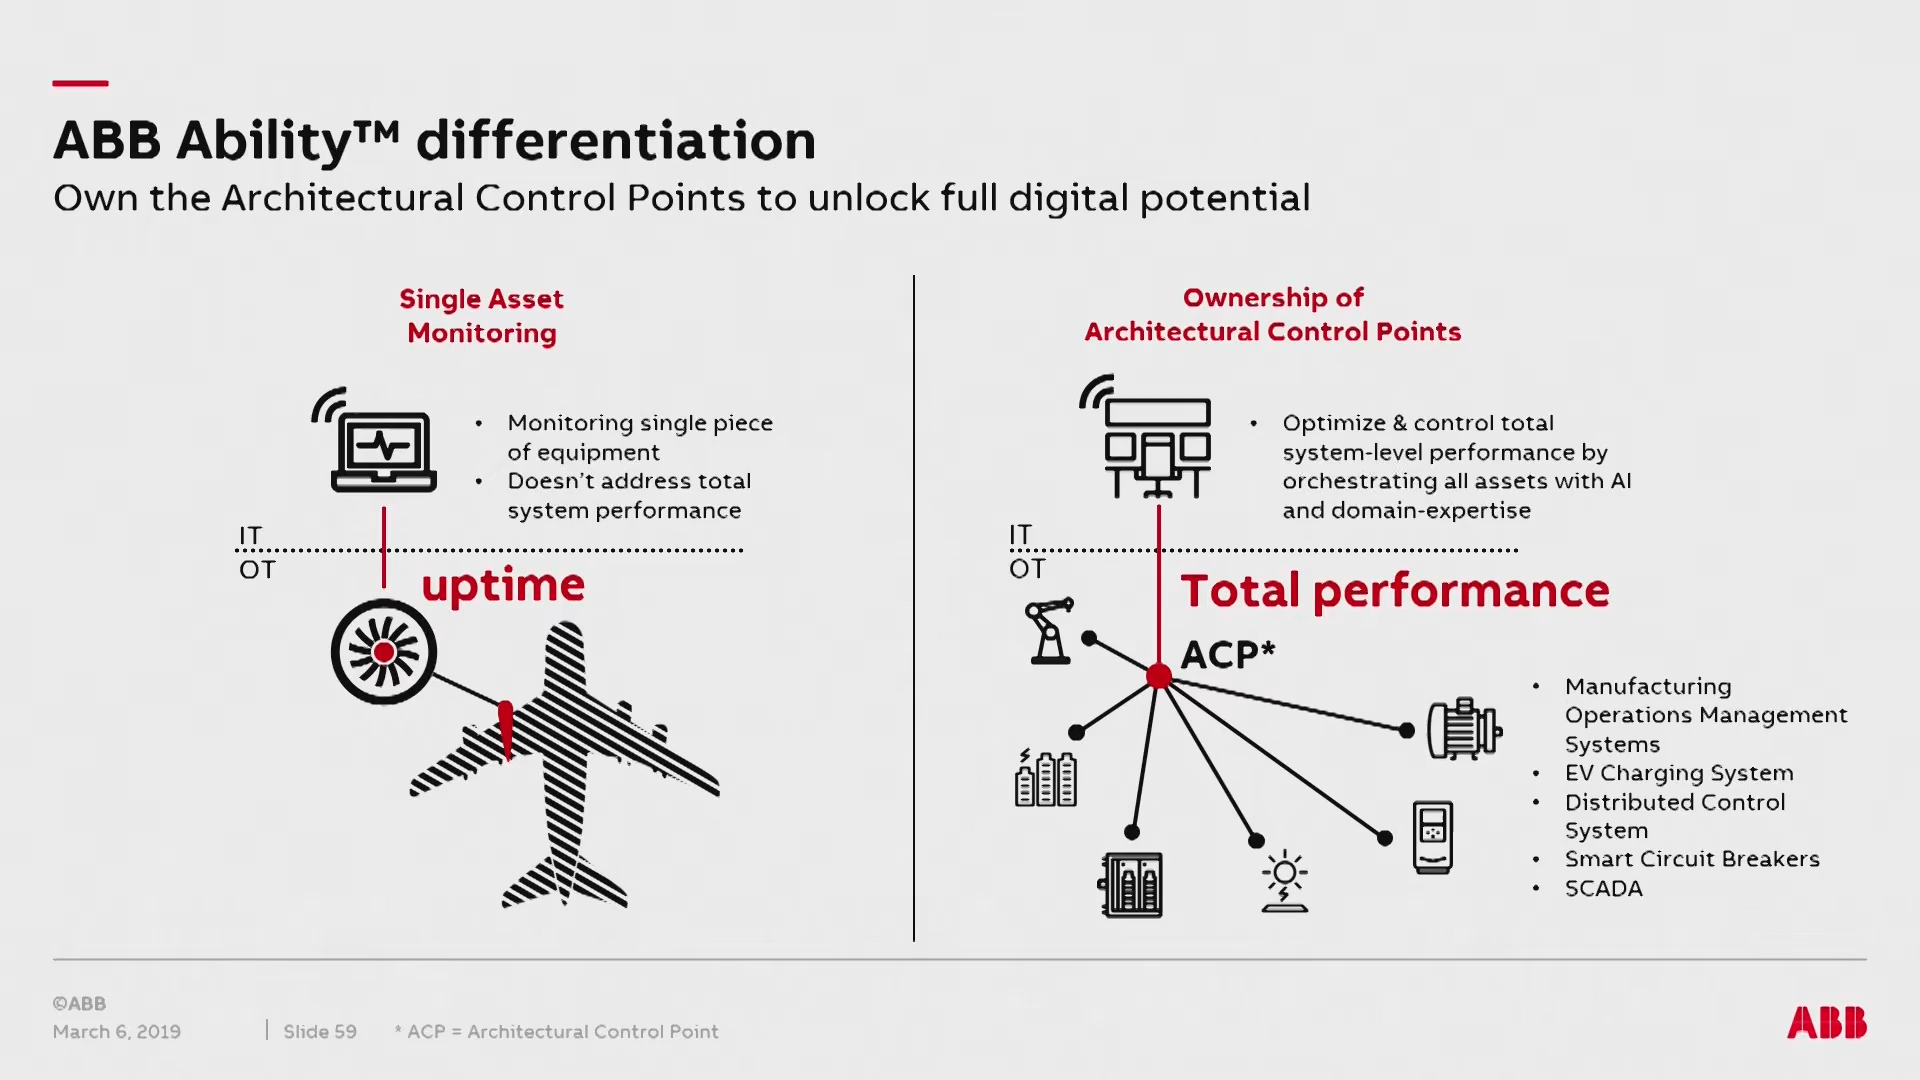 ABB Ability™ differentiation
Own the Architectural Control Points to unlock full digital potential
Single Asset
Monitoring
• Monitoring single piece
of equipment
• Doesn't address total
system performance
IT
OT
uptime
Ownership of
Architectural Control Points
• Optimize & control total
system-level performance by
orchestrating all assets with AI
and domain-expertise
IT
OT
Total performance
ACP*
• Manufacturing
Operations Management
Systems
• EV Charging System
• Distributed Control
System
• Smart Circuit Breakers
• SCADA
©ABB
March 6, 2019 | Slide 59 * ACP = Architectural Control Point
ABB